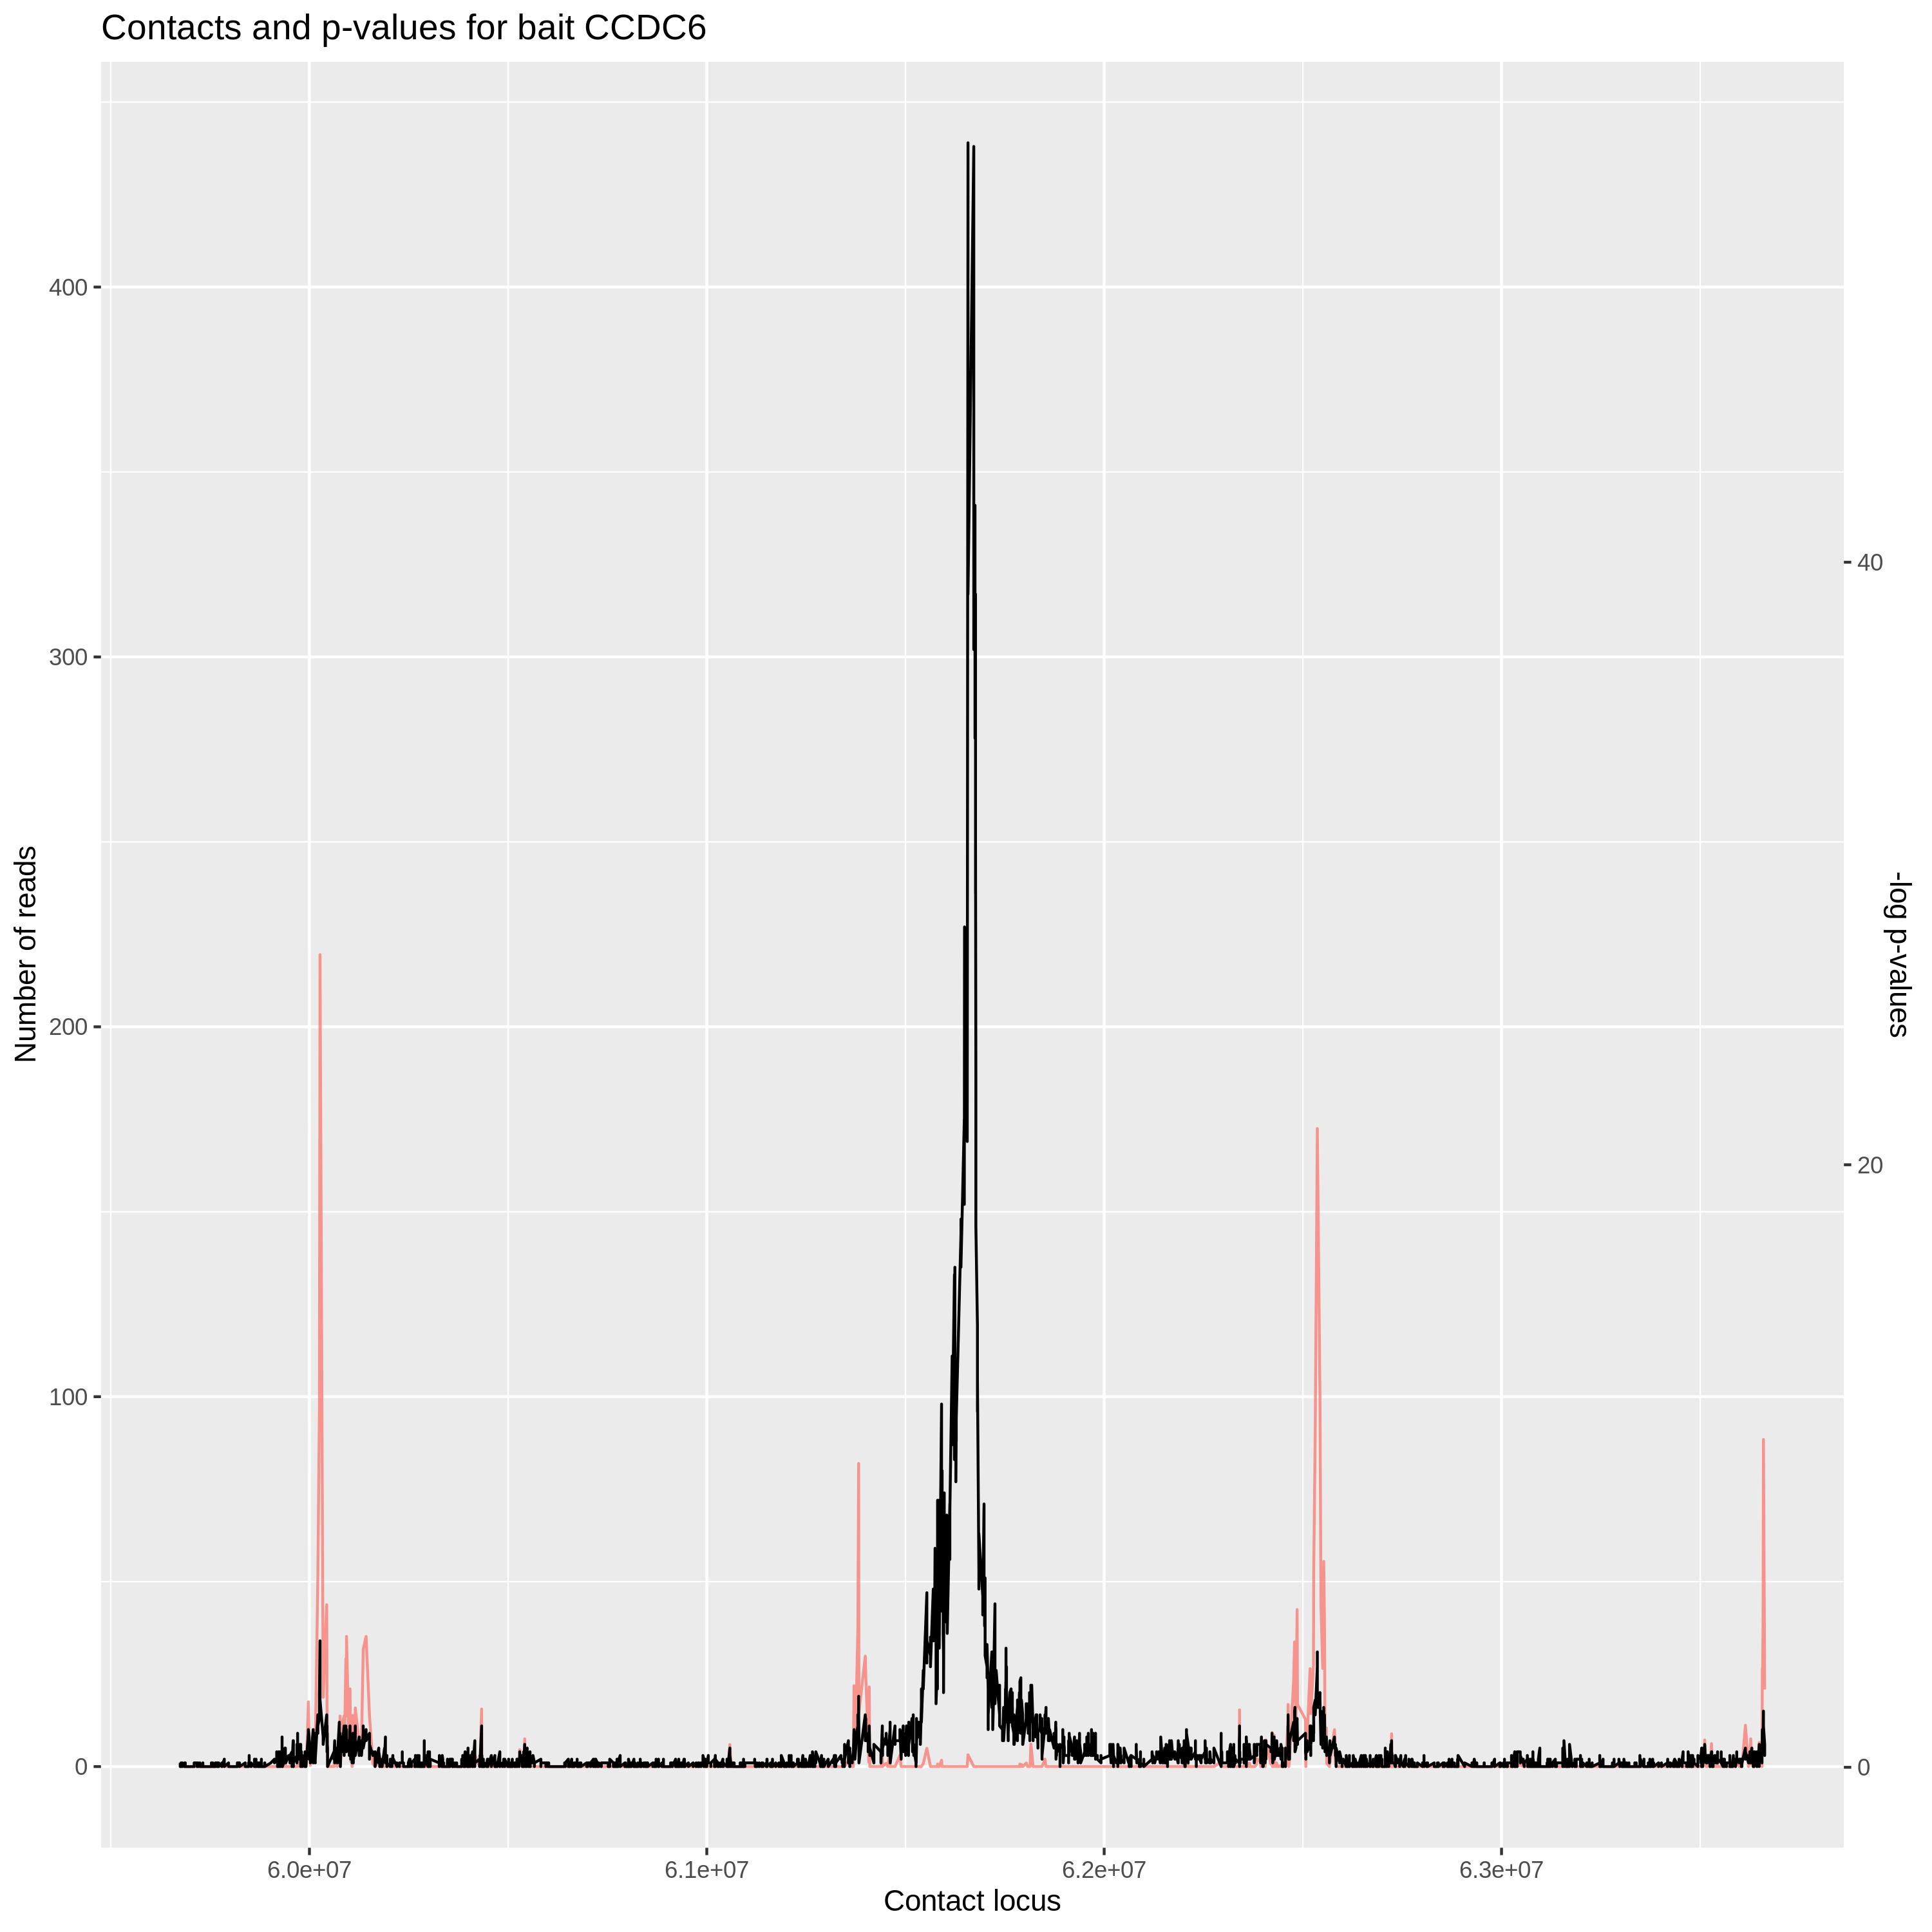 Contacts and p-values for bait CCDC6
400
300
200
100
0
Number of reads
40
20
0
-log p-values
6.0e+07
6.1e+07
6.2e+07
6.3e+07
Contact locus